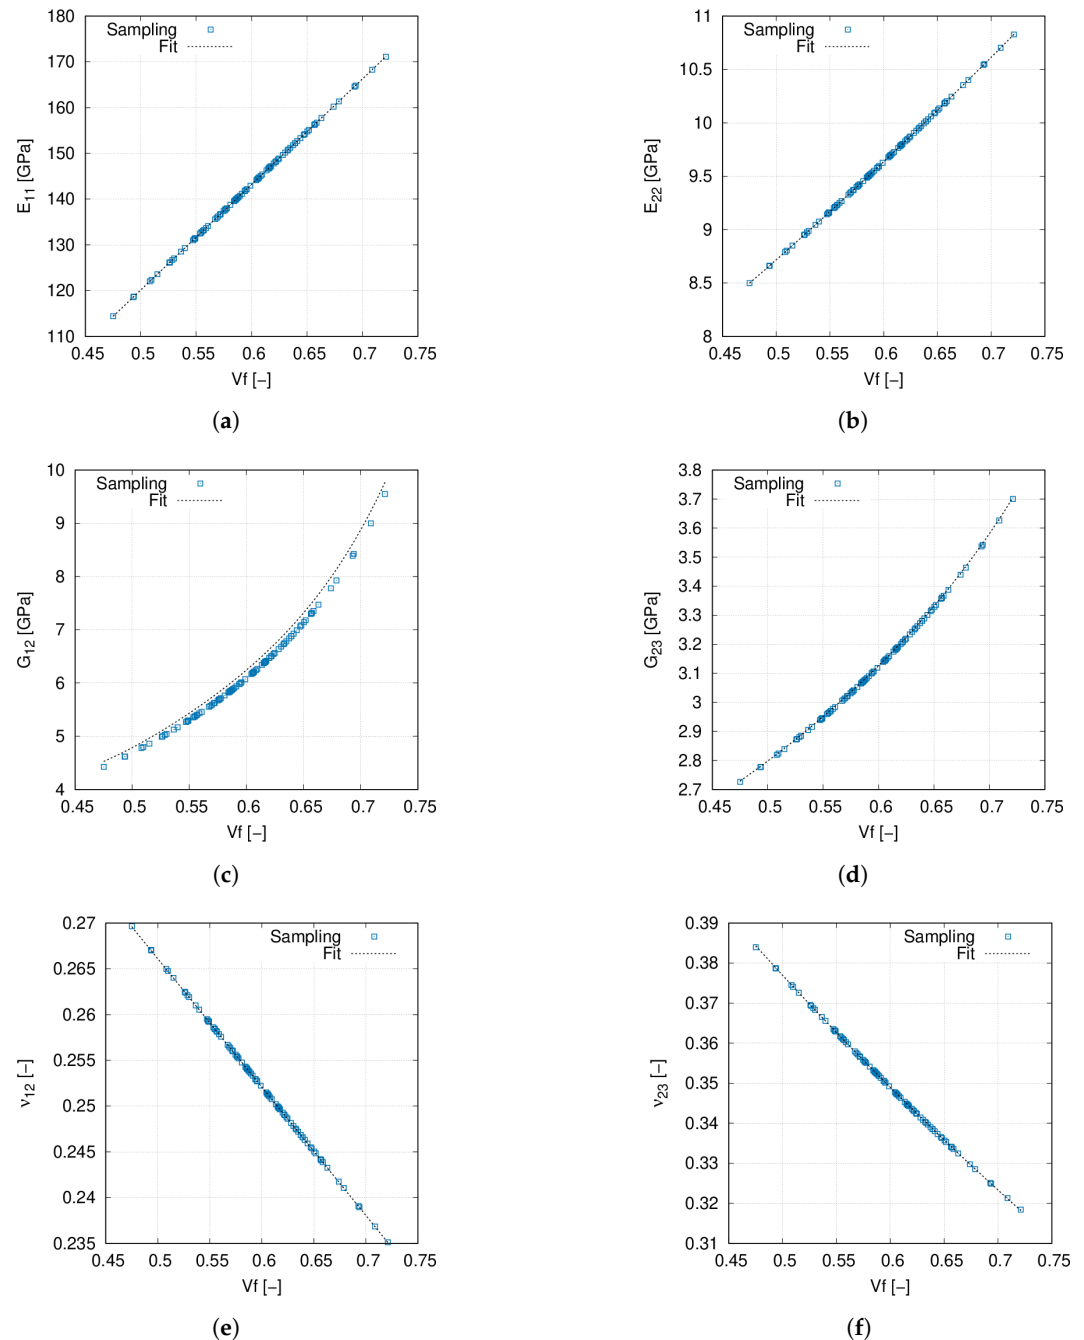 180
170
160
150
140
130
120
110
0.45 0.5 0.55 0.6 0.65 0.7 0.75
E11 [GPa]
Vf [−]
Sampling
Fit
(a)
11
10.5
10
9.5
9
8.5
8
0.45 0.5 0.55 0.6 0.65 0.7 0.75
E22 [GPa]
Vf [−]
Sampling
Fit
(b)
10
9
8
7
6
5
4
0.45 0.5 0.55 0.6 0.65 0.7 0.75
G12 [GPa]
Vf [−]
Sampling
Fit
(c)
3.8
3.7
3.6
3.5
3.4
3.3
3.2
3.1
3
2.9
2.8
2.7
0.45 0.5 0.55 0.6 0.65 0.7 0.75
G23 [GPa]
Vf [−]
Sampling
Fit
(d)
0.27
0.265
0.26
0.255
0.25
0.245
0.24
0.235
0.45 0.5 0.55 0.6 0.65 0.7 0.75
ν12 [−]
Vf [−]
Sampling
Fit
(e)
0.39
0.38
0.37
0.36
0.35
0.34
0.33
0.32
0.31
0.45 0.5 0.55 0.6 0.65 0.7 0.75
ν23 [−]
Vf [−]
Sampling
Fit
(f)